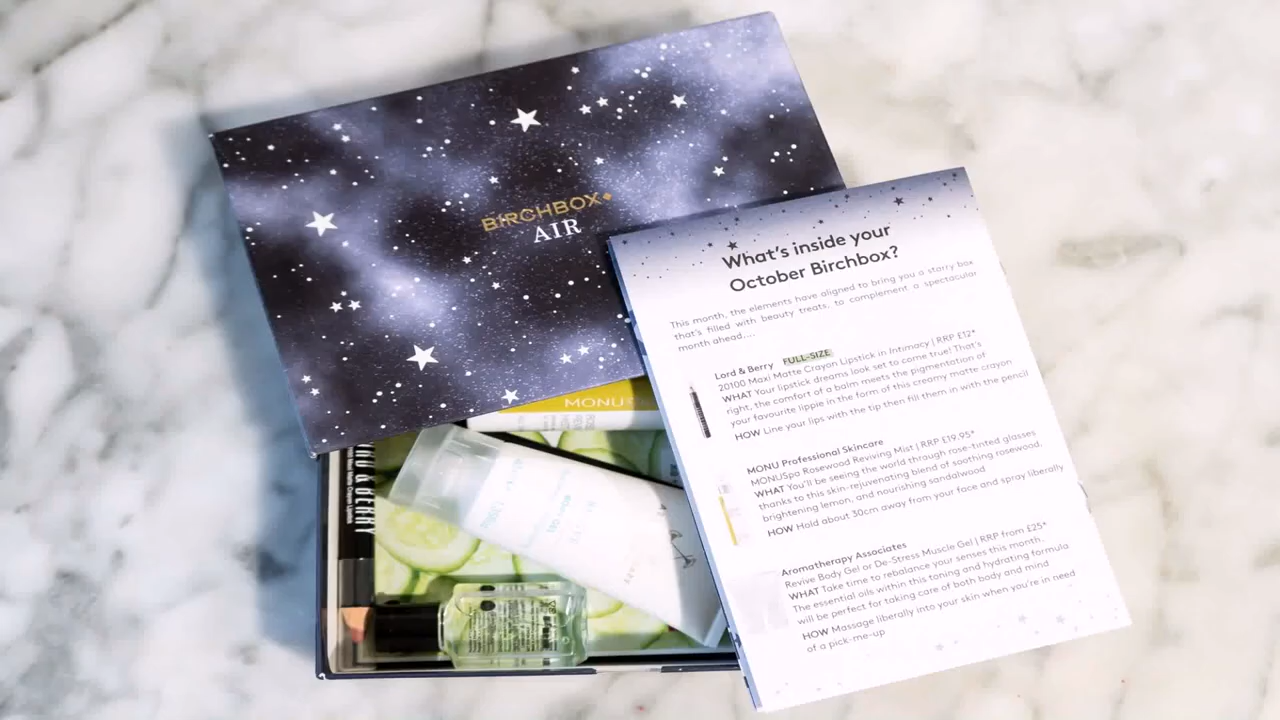 BIRCHBOX
AIR
What's inside your
October Birchbox?
This month, the elements have aligned to bring you a starry box
that's filled with beauty treats, to complement a spectacular
month ahead....
Lord & Berry FULL-SIZE
20100 Maxi Matte Crayon Lipstick in Intimacy | RRP £12*
WHAT Your lipstick dreams look set to come true! That's
right, the comfort of a balm meets the pigmentation of
your favourite lippie in the form of this creamy matte crayon
HOW Line your lips with the tip then fill them in with the pencil
MONU Professional Skincare
MONUSpa Rosewood Reviving Mist | RRP £19.95*
WHAT You'll be seeing the world through rose-tinted glasses
thanks to this skin-rejuvenating blend of soothing rosewood,
brightening lemon, and nourishing sandalwood
HOW Hold about 30cm away from your face and spray liberally
Aromatherapy Associates
Revive Body Gel or De-Stress Muscle Gel | RRP from £25*
WHAT Take time to rebalance your senses this month.
The essential oils within this toning and hydrating formula
will be perfect for taking care of both body and mind
HOW Massage liberally into your skin when you're in need
of a pick-me-up
MONU
& BERRY
Maxi Matte Crayon Lipstick